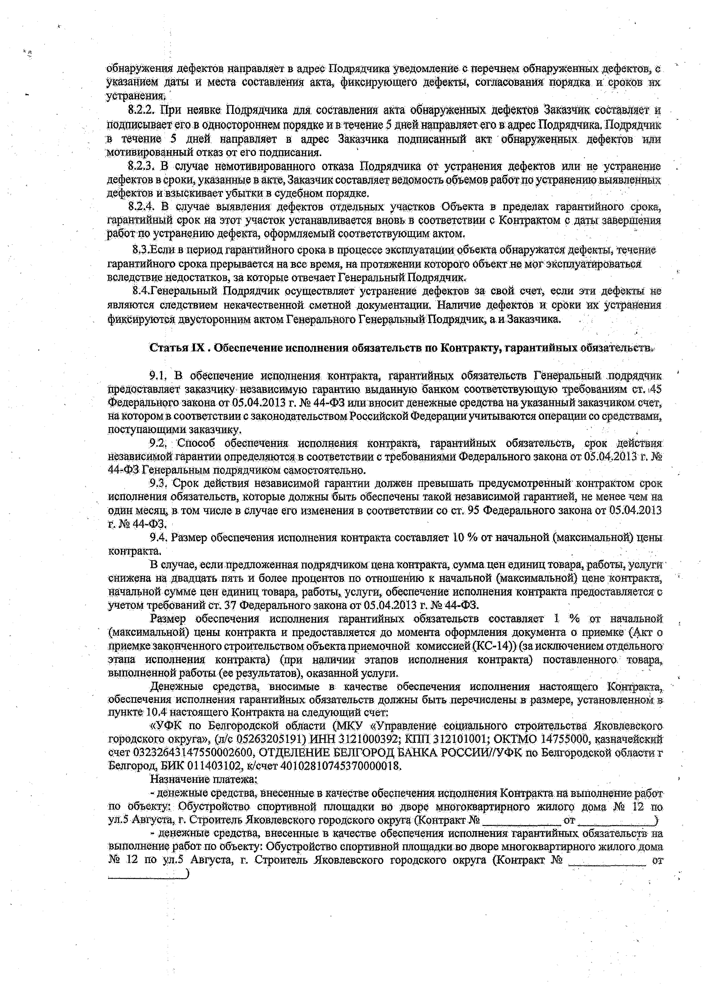 обнаружения дефектов направляет в адрес Подрядчика уведомление с перечнем обнаруженных дефектов, с
указанием даты и места составления акта, фиксирующего дефекты, согласования порядка и сроков их
устранения.
8.2.2. При неявке Подрядчика для составления акта обнаруженных дефектов Заказчик составляет и
подписывает его в одностороннем порядке и в течение 5 дней направляет его в адрес Подрядчика. Подрядчик
в течение 5 дней направляет в адрес Заказчика подписанный акт обнаруженных дефектов или
мотивированный отказ от его подписания.
8.2.3. В случае немотивированного отказа Подрядчика от устранения дефектов или не устранение
дефектов в сроки, указанные в акте, Заказчик составляет ведомость объемов работ по устранению выявленных
дефектов и взыскивает убытки в судебном порядке.
8.2.4. В случае выявления дефектов отдельных участков Объекта в пределах гарантийного срока,
гарантийный срок на этот участок устанавливается вновь в соответствии с Контрактом с даты завершения
работ по устранению дефекта, оформляемый соответствующим актом.
8.3.Если в период гарантийного срока в процессе эксплуатации объекта обнаружатся дефекты, течение
гарантийного срока прерывается на все время, на протяжении которого объект не мог эксплуатироваться
вследствие недостатков, за которые отвечает Генеральный Подрядчик.
8.4.Генеральный Подрядчик осуществляет устранение дефектов за свой счет, если эти дефекты не
являются следствием некачественной сметной документации. Наличие дефектов и сроки их устранения
фиксируются двусторонним актом Генерального Генеральный Подрядчик, а и Заказчика.
Статья IX . Обеспечение исполнения обязательств по Контракту, гарантийных обязательств.
9.1. В обеспечение исполнения контракта, гарантийных обязательств Генеральный подрядчик
предоставляет заказчику независимую гарантию выданную банком соответствующую требованиям ст. 45
Федерального закона от 05.04.2013 г. № 44-ФЗ или вносит денежные средства на указанный заказчиком счет,
на котором в соответствии с законодательством Российской Федерации учитываются операции со средствами,
поступающими заказчику.
9.2. Способ обеспечения исполнения контракта, гарантийных обязательств, срок действия
независимой гарантии определяются в соответствии с требованиями Федерального закона от 05.04.2013 г. №
44-ФЗ Генеральным подрядчиком самостоятельно.
9.3. Срок действия независимой гарантии должен превышать предусмотренный контрактом срок
исполнения обязательств, которые должны быть обеспечены такой независимой гарантией, не менее чем на
один месяц, в том числе в случае его изменения в соответствии со ст. 95 Федерального закона от 05.04.2013
г. № 44-ФЗ.
9.4. Размер обеспечения исполнения контракта составляет 10 % от начальной (максимальной) цены
контракта.
В случае, если предложенная подрядчиком цена контракта, сумма цен единиц товара, работы, услуги
снижена на двадцать пять и более процентов по отношению к начальной (максимальной) цене контракта,
начальной сумме цен единиц товара, работы, услуги, обеспечение исполнения контракта предоставляется с
учетом требований ст. 37 Федерального закона от 05.04.2013 г. № 44-ФЗ.
Размер обеспечения исполнения гарантийных обязательств составляет 1 % от начальной
(максимальной) цены контракта и предоставляется до момента оформления документа о приемке (Акт о
приемке законченного строительством объекта приемочной комиссией (КС-14)) (за исключением отдельного
этапа исполнения контракта) (при наличии этапов исполнения контракта) поставленного товара,
выполненной работы (ее результатов), оказанной услуги.
Денежные средства, вносимые в качестве обеспечения исполнения настоящего Контракта,
обеспечения исполнения гарантийных обязательств должны быть перечислены в размере, установленном в
пункте 10.4 настоящего Контракта на следующий счет:
«УФК по Белгородской области (МКУ «Управление социального строительства Яковлевского
городского округа», (л/с 05263205191) ИНН 3121000392; КПП 312101001; ОКТМО 14755000, казначейский
счет 03232643147550002600, ОТДЕЛЕНИЕ БЕЛГОРОД БАНКА РОССИИ//УФК по Белгородской области г
Белгород, БИК 011403102, к/счет 40102810745370000018.
Назначение платежа:
- денежные средства, внесенные в качестве обеспечения исполнения Контракта на выполнение работ
по объекту: Обустройство спортивной площадки во дворе многоквартирного жилого дома № 12 по
ул.5 Августа, г. Строитель Яковлевского городского округа (Контракт № ______________ от ______________)
- денежные средства, внесенные в качестве обеспечения исполнения гарантийных обязательств на
выполнение работ по объекту: Обустройство спортивной площадки во дворе многоквартирного жилого дома
№ 12 по ул.5 Августа, г. Строитель Яковлевского городского округа (Контракт № ______________ от
______________)